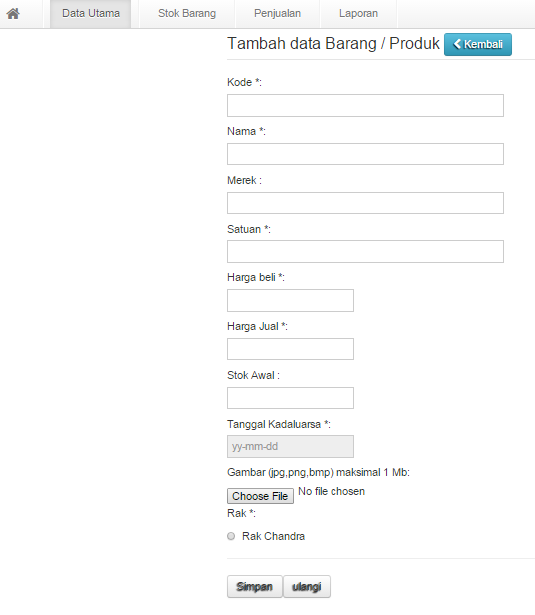 Data Utama Stok Barang Penjualan Laporan
Tambah data Barang / Produk Kembali
Kode *:
Nama *:
Merek :
Satuan *:
Harga beli *:
Harga Jual *:
Stok Awal :
Tanggal Kadaluarsa *:
yy-mm-dd
Gambar (jpg,png,bmp) maksimal 1 Mb:
Choose File No file chosen
Rak *:
Rak Chandra
Simpan ulangi